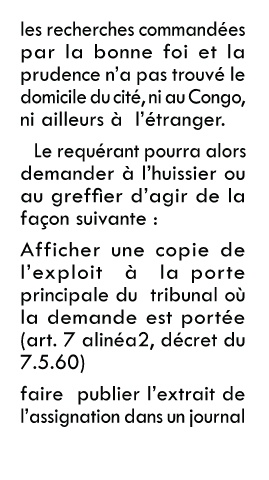 les recherches commandées
par la bonne foi et la
prudence n'a pas trouvé le
domicile du cité, ni au Congo,
ni ailleurs à l'étranger.
Le requérant pourra alors
demander à l'huissier ou
au greffier d'agir de la
façon suivante :
Afficher une copie de
l'exploit à la porte
principale du tribunal où
la demande est portée
(art. 7 alinéa2, décret du
7.5.60)
faire publier l'extrait de
l'assignation dans un journal